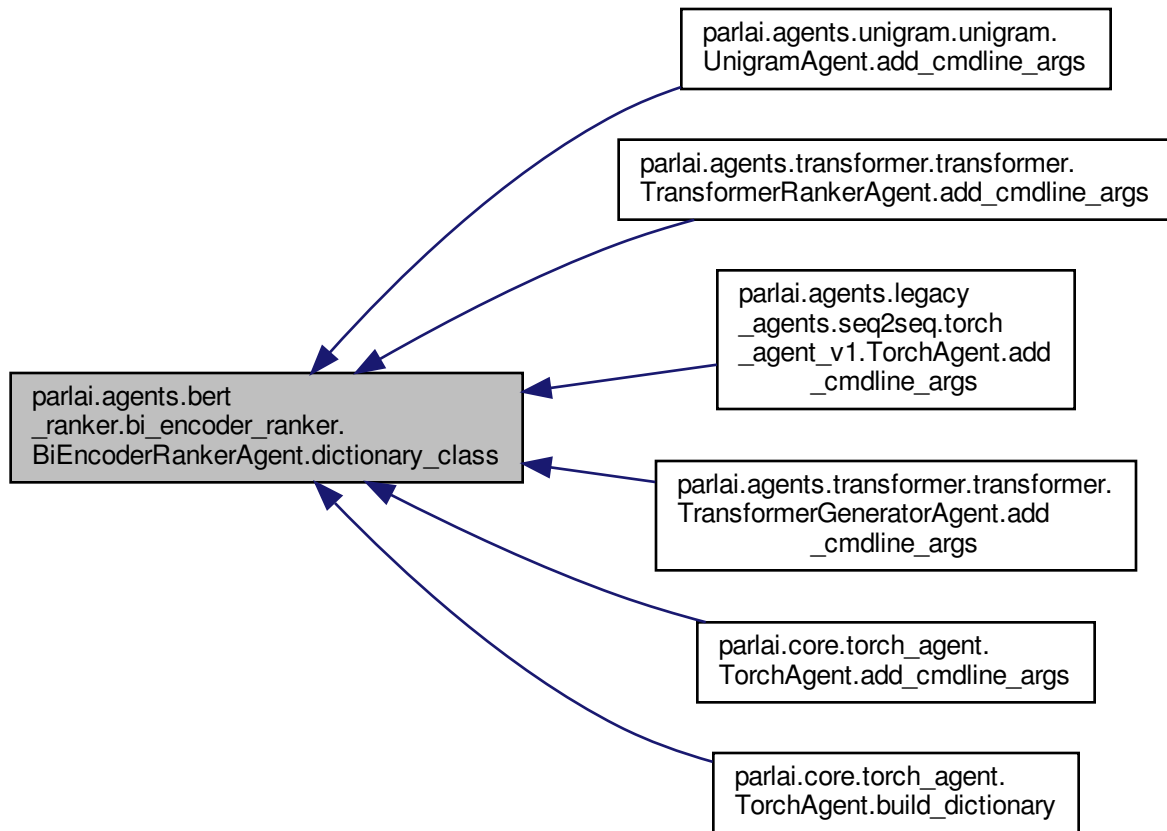 parlai.agents.unigram.unigram.
UnigramAgent.add_cmdline_args
parlai.agents.transformer.transformer.
TransformerRankerAgent.add_cmdline_args
parlai.agents.legacy
_agents.seq2seq.torch
_agent_v1.TorchAgent.add
_cmdline_args
parlai.agents.bert
_ranker.bi_encoder_ranker.
BiEncoderRankerAgent.dictionary_class
parlai.agents.transformer.transformer.
TransformerGeneratorAgent.add
_cmdline_args
parlai.core.torch_agent.
TorchAgent.add_cmdline_args
parlai.core.torch_agent.
TorchAgent.build_dictionary